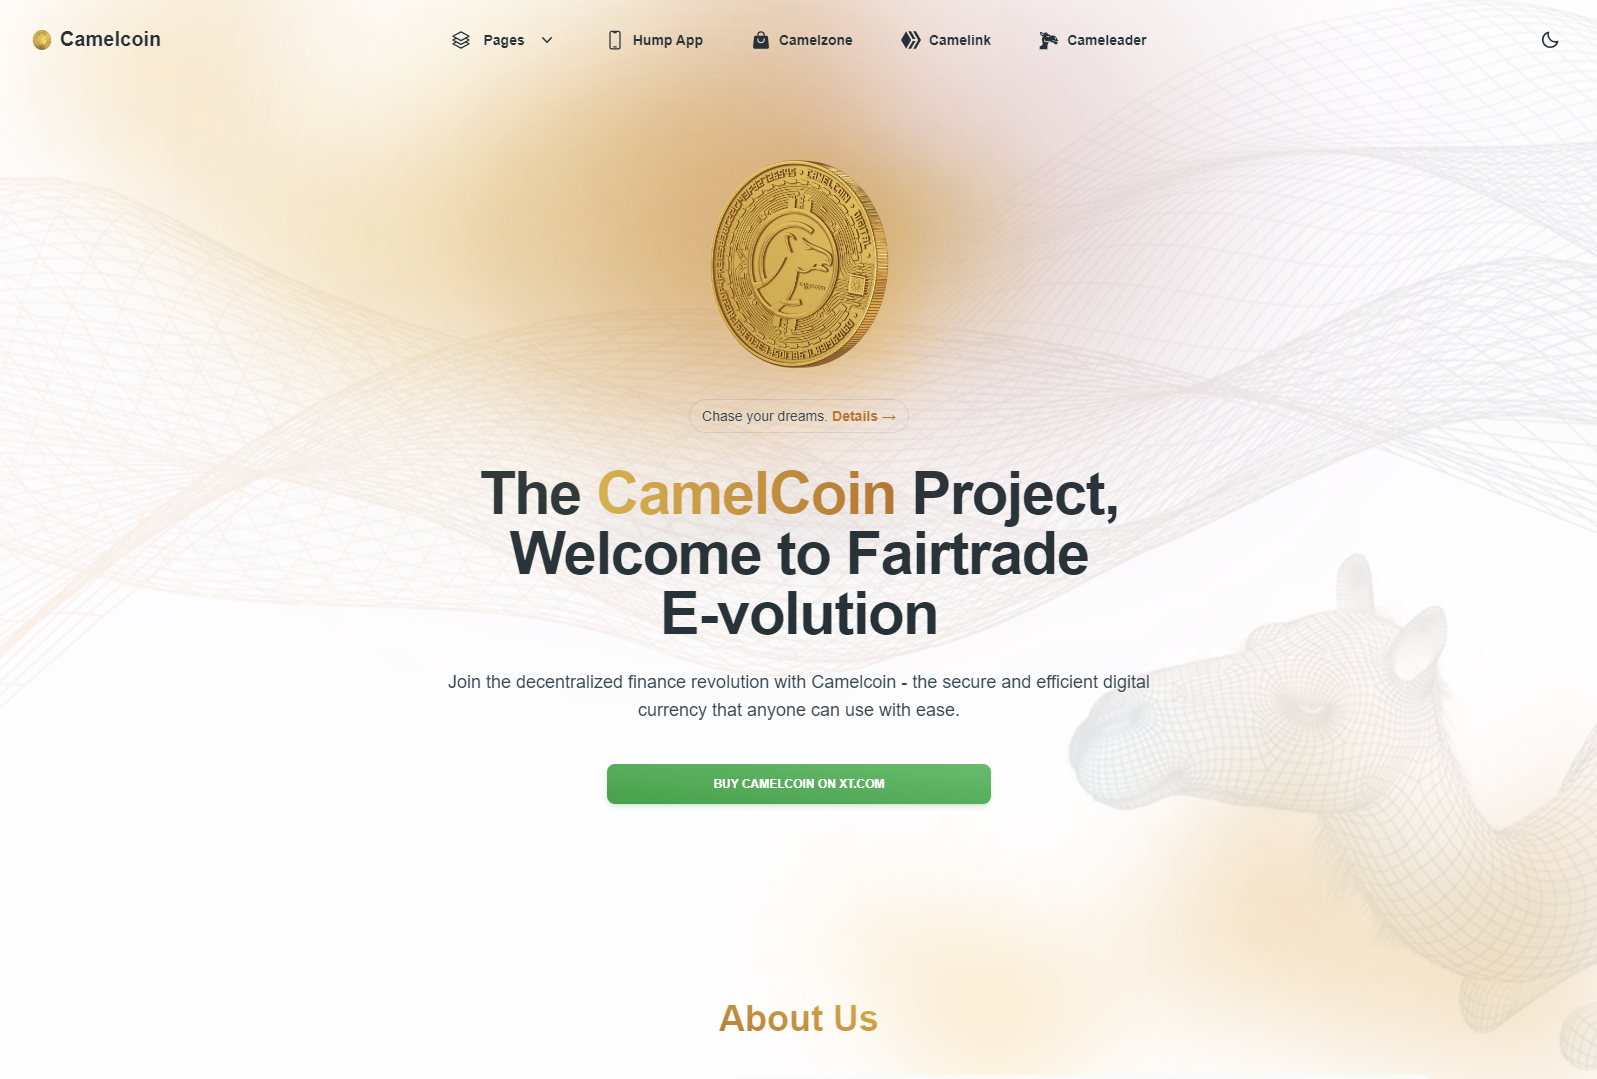 Camelcoin
Pages
Hump App
Camelzone
Camelink
Cameleader
CAMELCOIN • DIGITAL
Chase your dreams. Details →
The CamelCoin Project,
Welcome to Fairtrade
E-volution
Join the decentralized finance revolution with Camelcoin - the secure and efficient digital
currency that anyone can use with ease.
BUY CAMELCOIN ON XT.COM
About Us